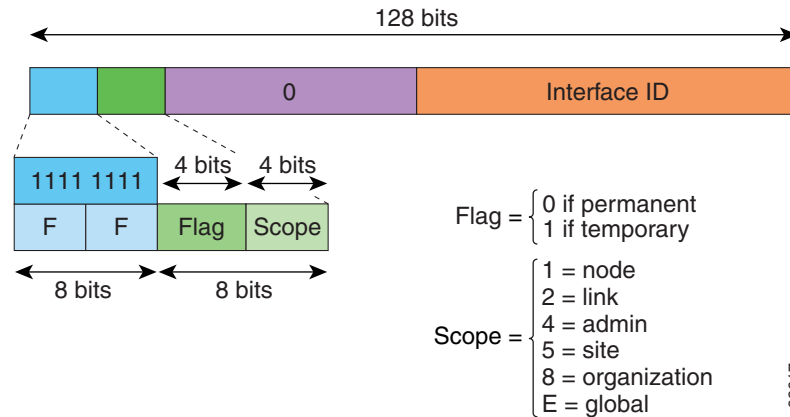 128 bits
0 Interface ID
1111 1111
4 bits 4 bits
F F Flag Scope
8 bits 8 bits
Flag = 0 if permanent
1 if temporary
Scope = 1 = node
2 = link
4 = admin
5 = site
8 = organization
E = global